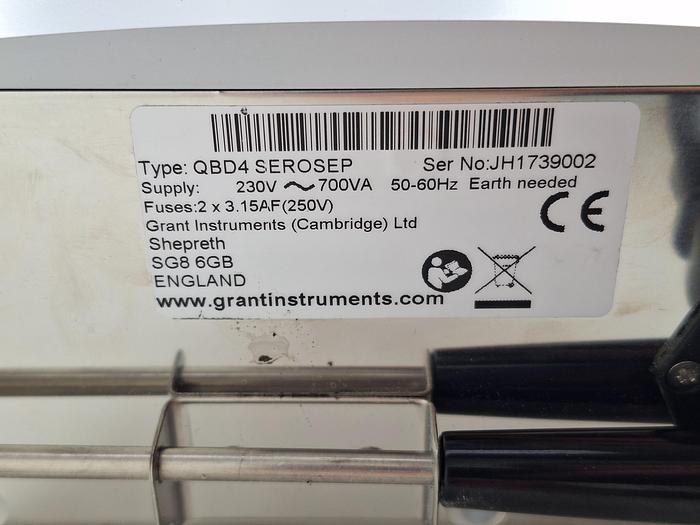 Type: QBD4 SEROSEP Ser No:JH1739002
Supply: 230V ~ 700VA 50-60Hz Earth needed
Fuses:2 x 3.15AF(250V)
Grant Instruments (Cambridge) Ltd
Shepreth
SG8 6GB
ENGLAND
www.grantinstruments.com
CE